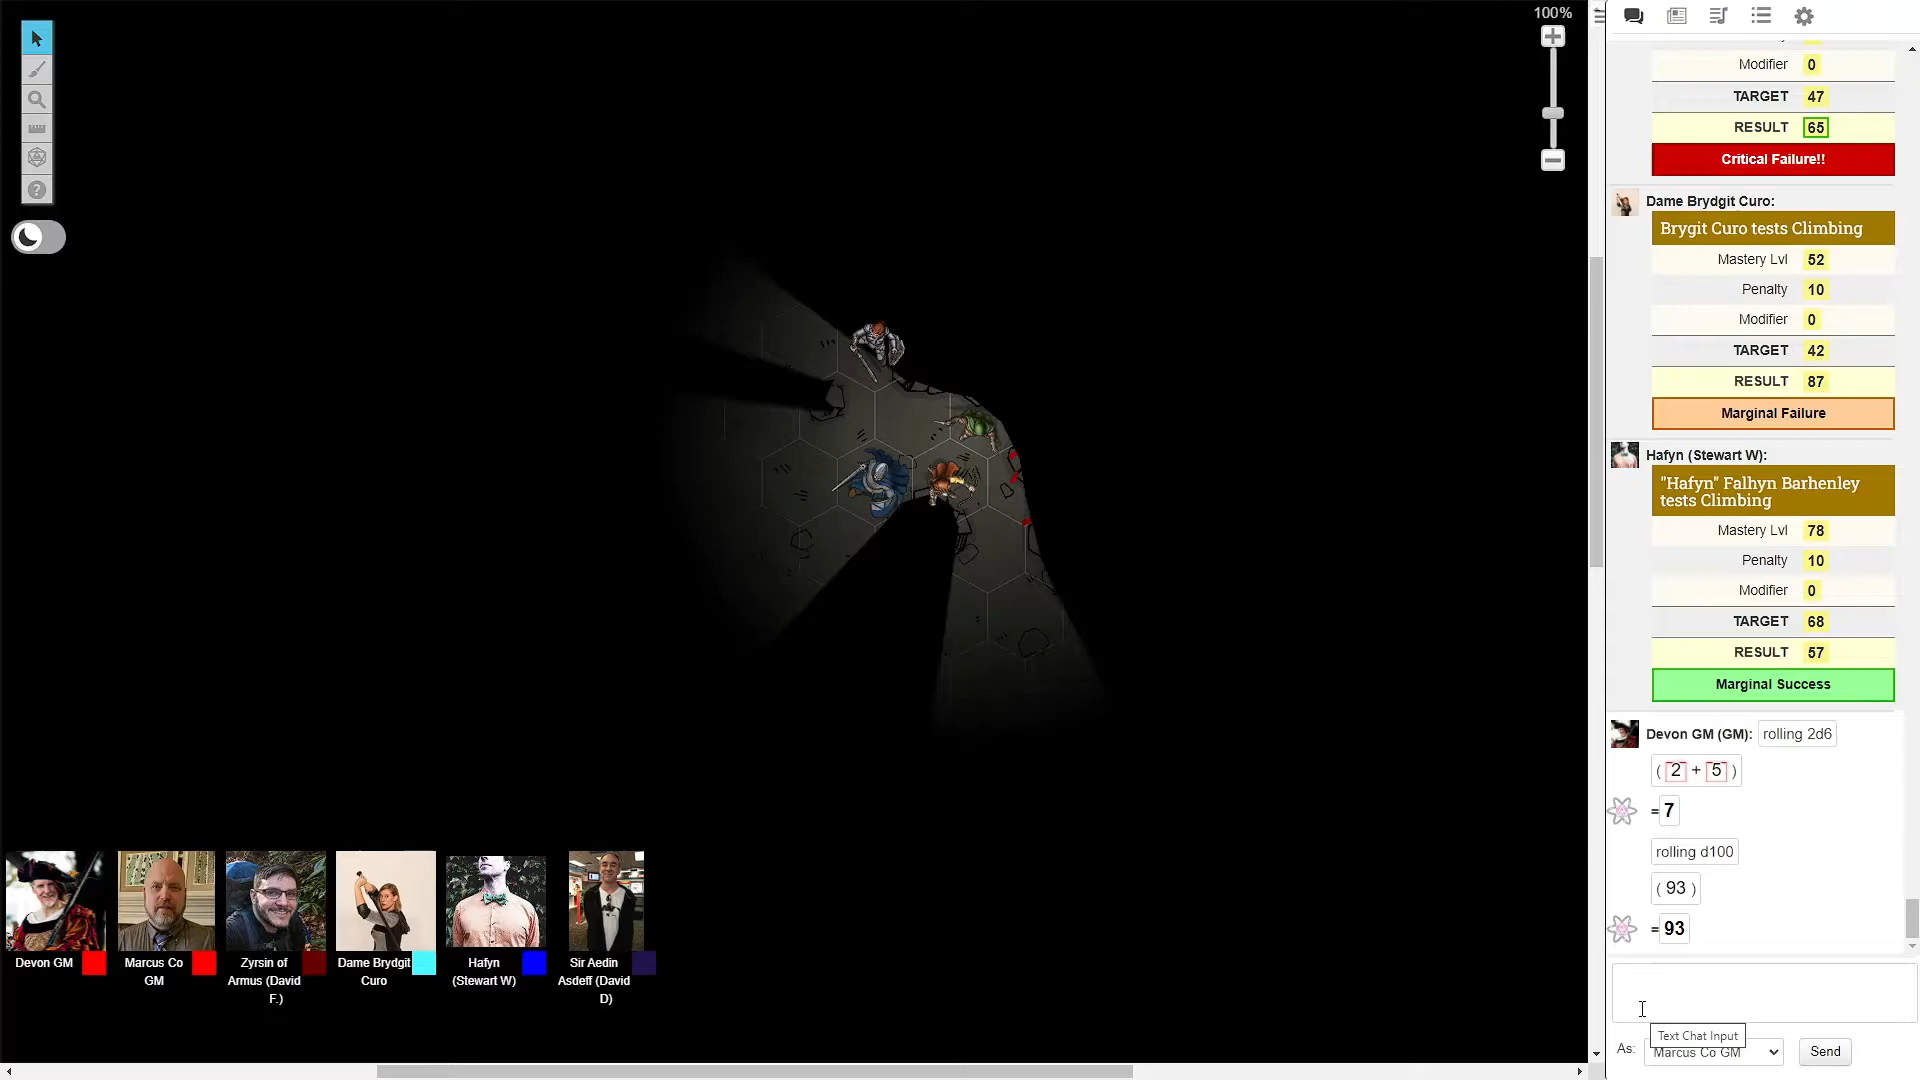 100%
Modifier 0
TARGET 47
RESULT 65
Critical Failure!!
Dame Brydgit Curo:
Brygit Curo tests Climbing
Mastery Lvl 52
Penalty 10
Modifier 0
TARGET 42
RESULT 87
Marginal Failure
Hafyn (Stewart W):
"Hafyn" Falhyn Barhenley
tests Climbing
Mastery Lvl 78
Penalty 10
Modifier 0
TARGET 68
RESULT 57
Marginal Success
Devon GM (GM): rolling 2d6
( 2 + 5 )
= 7
rolling d100
( 93 )
= 93
Text Chat Input
As: Marcus Co GM Send
Devon GM
Marcus Co
GM
Zyrsin of
Armus (David
F.)
Dame Brydgit
Curo
Hafyn
(Stewart W)
Sir Aedin
Asdeff (David
D)